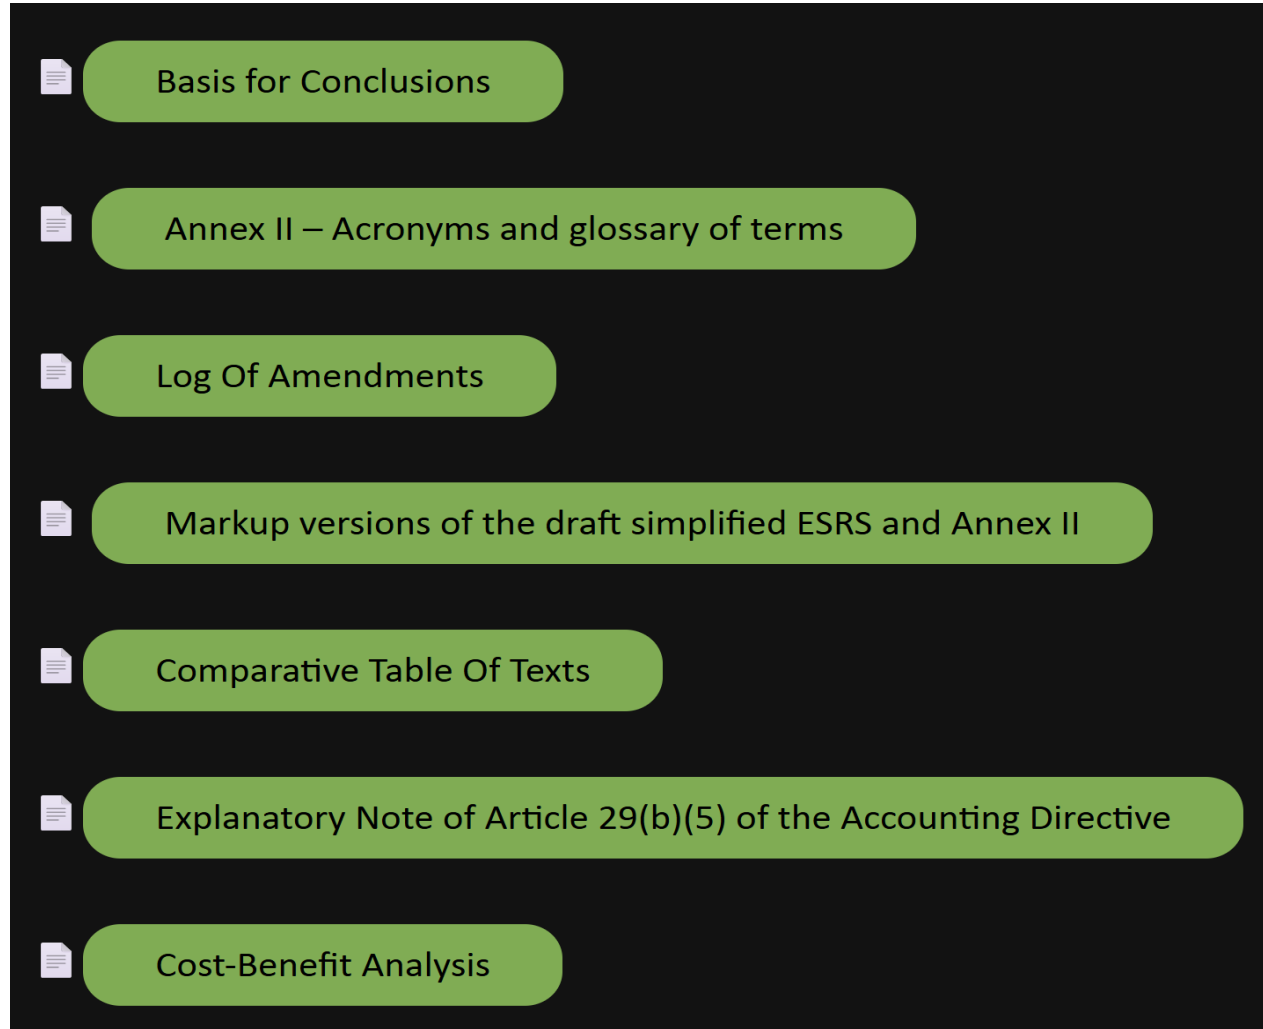 Basis for Conclusions
Annex II – Acronyms and glossary of terms
Log Of Amendments
Markup versions of the draft simplified ESRS and Annex II
Comparative Table Of Texts
Explanatory Note of Article 29(b)(5) of the Accounting Directive
Cost-Benefit Analysis